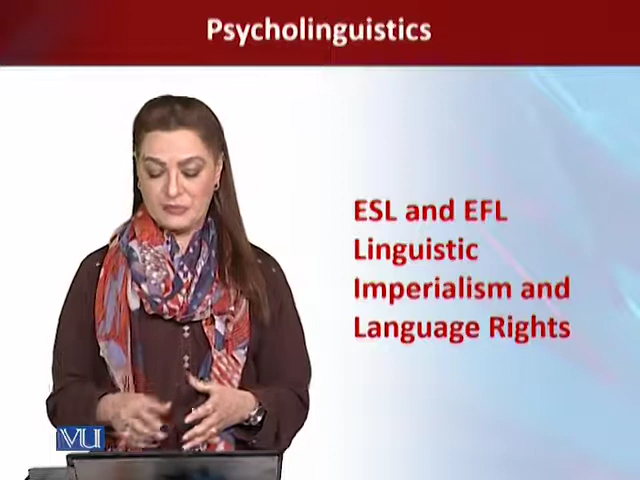 Psycholinguistics
ESL and EFL
Linguistic
Imperialism and
Language Rights
VU